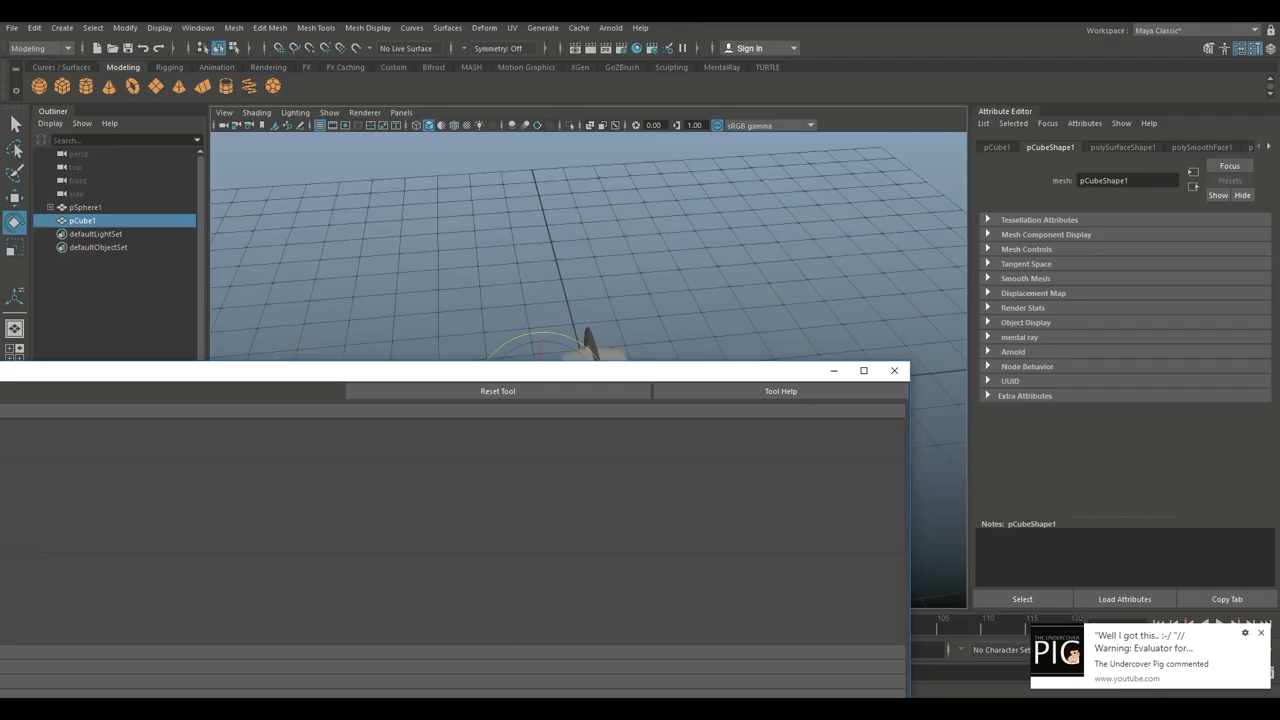 File Edit Create Select Modify Display Windows Mesh Edit Mesh Mesh Tools Mesh Display Curves Surfaces Deform UV Generate Cache Arnold Help
Workspace: Maya Classic*
Modeling
No Live Surface
Symmetry: Off
Sign In
Curves / Surfaces Modeling Rigging Animation Rendering FX FX Caching Custom Bifrost MASH Motion Graphics XGen GoZBrush Sculpting MentalRay TURTLE
Outliner
Display Show Help
Search...
persp
top
front
side
pSphere1
pCube1
defaultLightSet
defaultObjectSet
View Shading Lighting Show Renderer Panels
0.00 1.00 sRGB gamma
Reset Tool
Tool Help
Attribute Editor
List Selected Focus Attributes Show Help
pCube1 pCubeShape1 polySurfaceShape1 polySmoothFace1 p
Focus
mesh: pCubeShape1
Presets
Show Hide
Tessellation Attributes
Mesh Component Display
Mesh Controls
Tangent Space
Smooth Mesh
Displacement Map
Render Stats
Object Display
mental ray
Arnold
Node Behavior
UUID
Extra Attributes
Notes: pCubeShape1
Select Load Attributes Copy Tab
105 110 115
No Character Set
THE UNDERCOVER
PIG
"Well I got this.. :-/ "//
Warning: Evaluator for...
The Undercover Pig commented
www.youtube.com